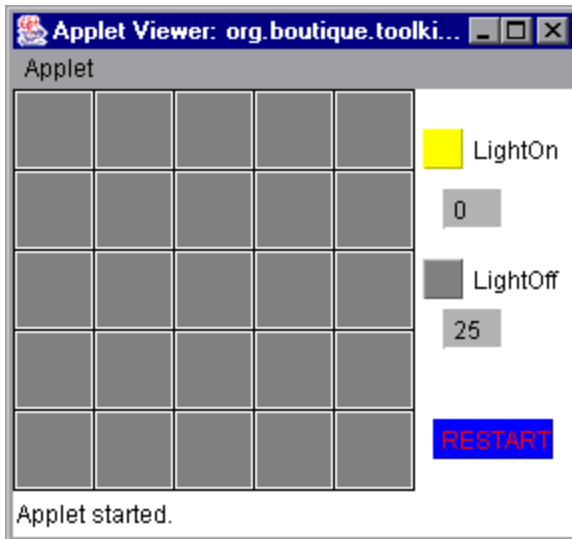 Applet Viewer: org.boutique.toolki...
Applet
LightOn
0
LightOff
25
RESTART
Applet started.